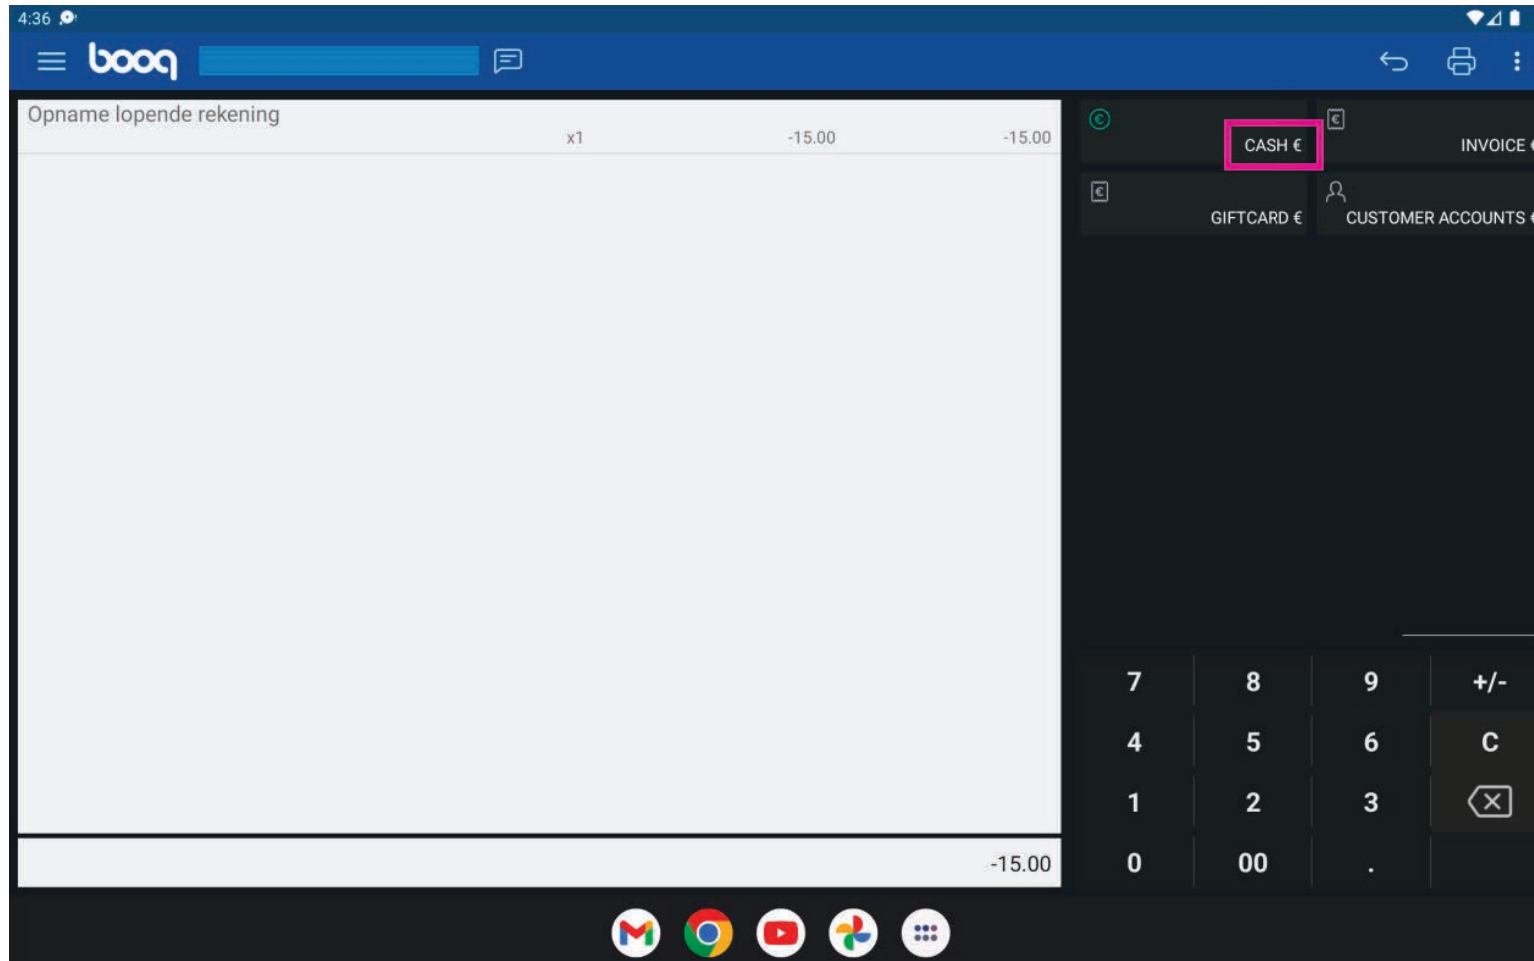 4:36
booq
Opname lopende rekening
x1 -15.00 -15.00
CASH €
INVOICE €
GIFTCARD €
CUSTOMER ACCOUNTS €
7 8 9 +/-
4 5 6 C
1 2 3
0 00 .
-15.00